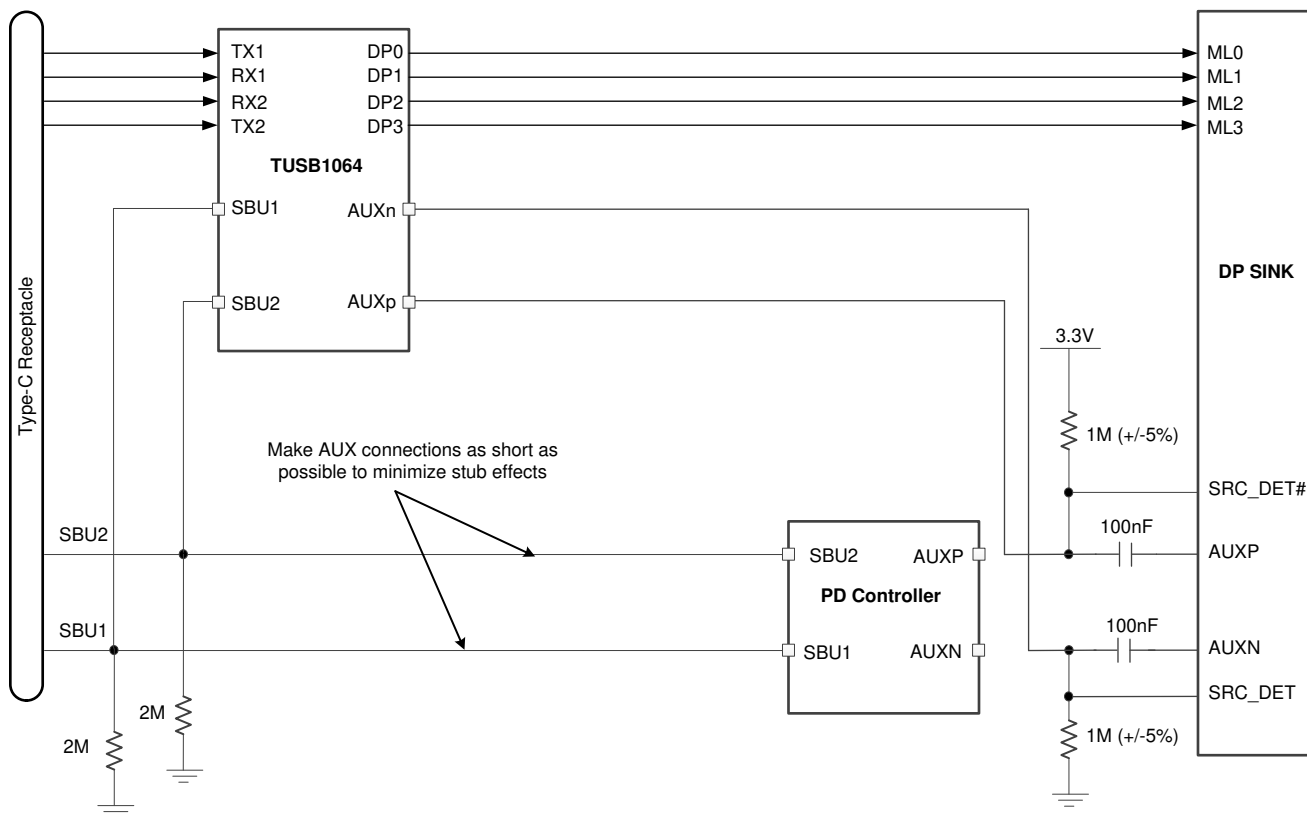 TX1
DP0
ML0
RX1
DP1
ML1
RX2
DP2
ML2
TX2
DP3
ML3
TUSB1064
SBU1
AUXn
SBU2
AUXp
Type-C Receptacle
DP SINK
3.3V
1M (+/-5%)
Make AUX connections as short as
possible to minimize stub effects
SRC_DET#
100nF
SBU2
SBU2
AUXP
AUXP
PD Controller
100nF
SBU1
SBU1
AUXN
AUXN
SRC_DET
2M
1M (+/-5%)
2M